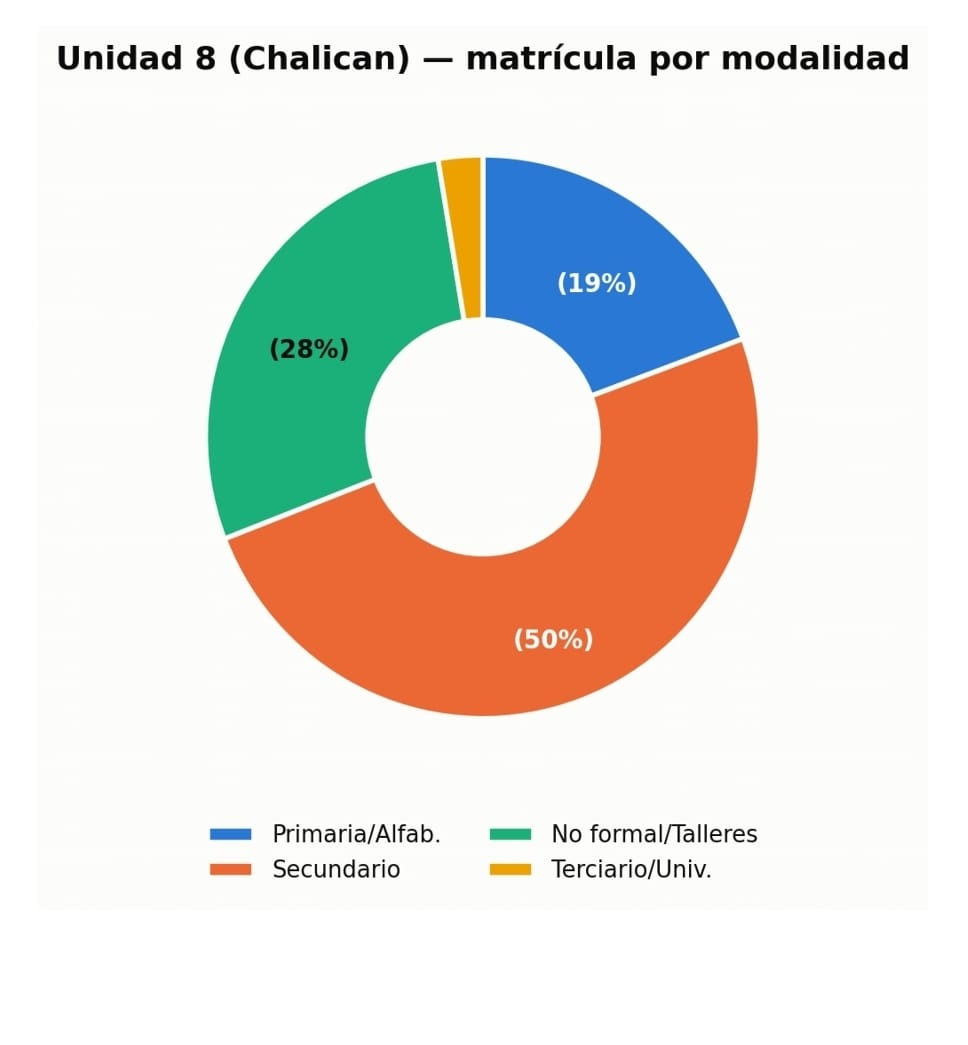 Unidad 8 (Chalican) — matrícula por modalidad
(19%)
(28%)
(50%)
Primaria/Alfab.
Secundario
No formal/Talleres
Terciario/Univ.